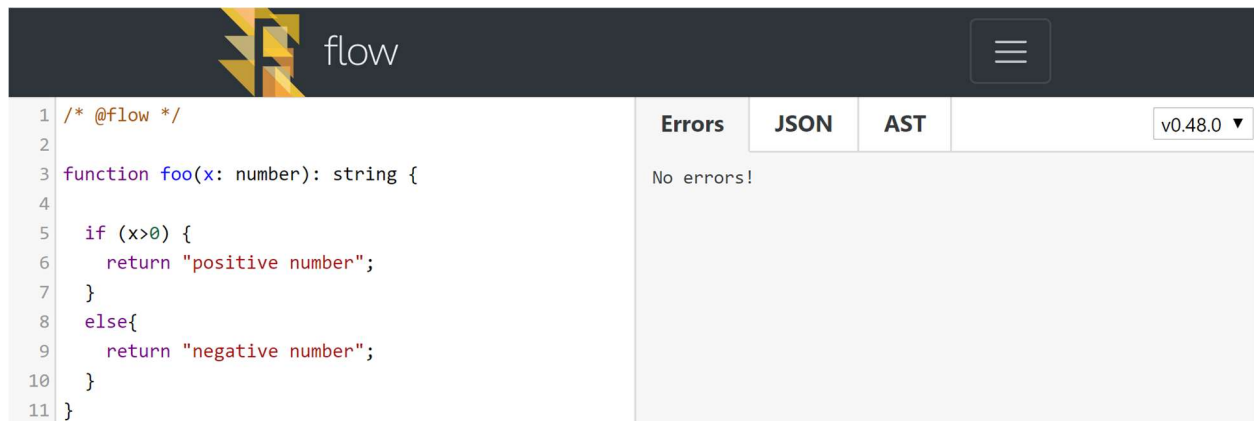 flow
1 /* @flow */
2
3 function foo(x: number): string {
4
5   if (x>0) {
6     return "positive number";
7   }
8   else{
9     return "negative number";
10   }
11 }
Errors JSON AST v0.48.0 ▼
No errors!